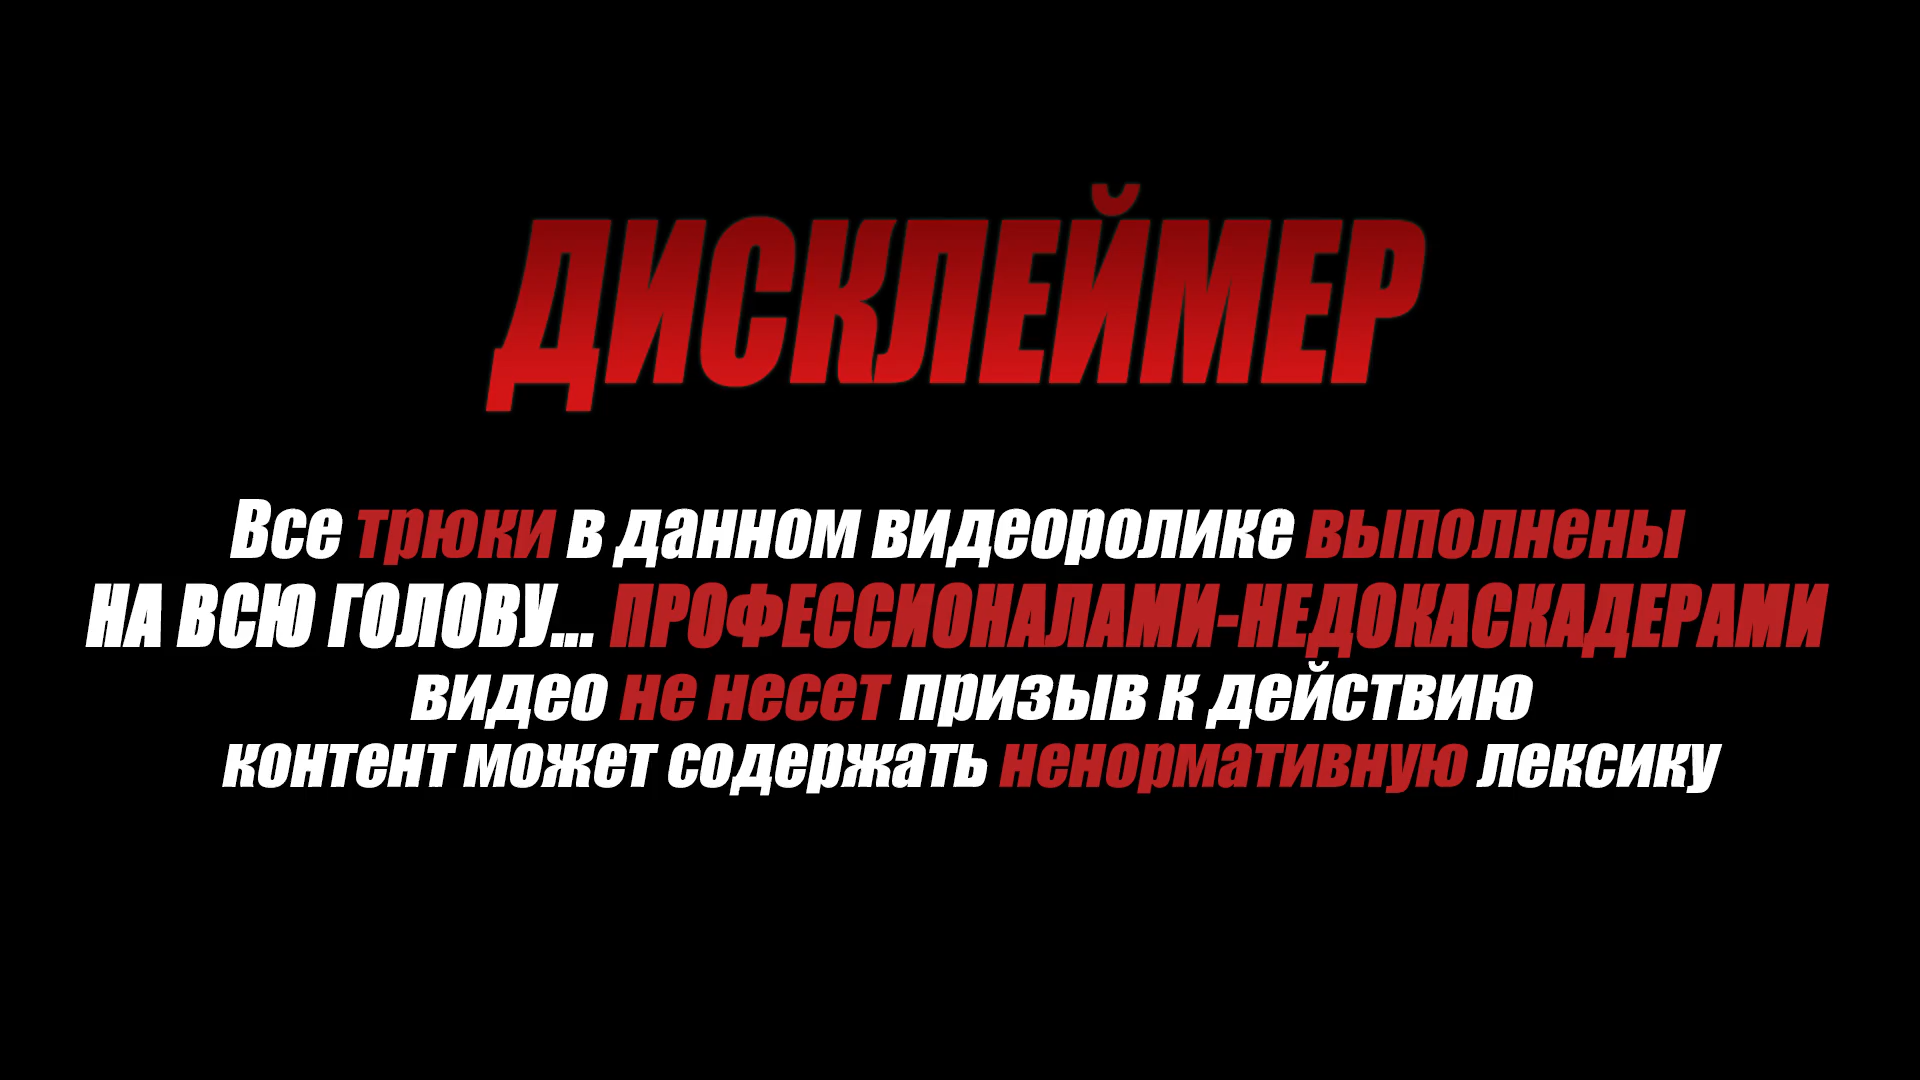 ДИСКЛЕЙМЕР
Все трюки в данном видеоролике выполнены
НА ВСЮ ГОЛОВУ... ПРОФЕССИОНАЛАМИ-НЕДОКАСКАДЕРАМИ
видео не несет призыв к действию
контент может содержать ненормативную лексику